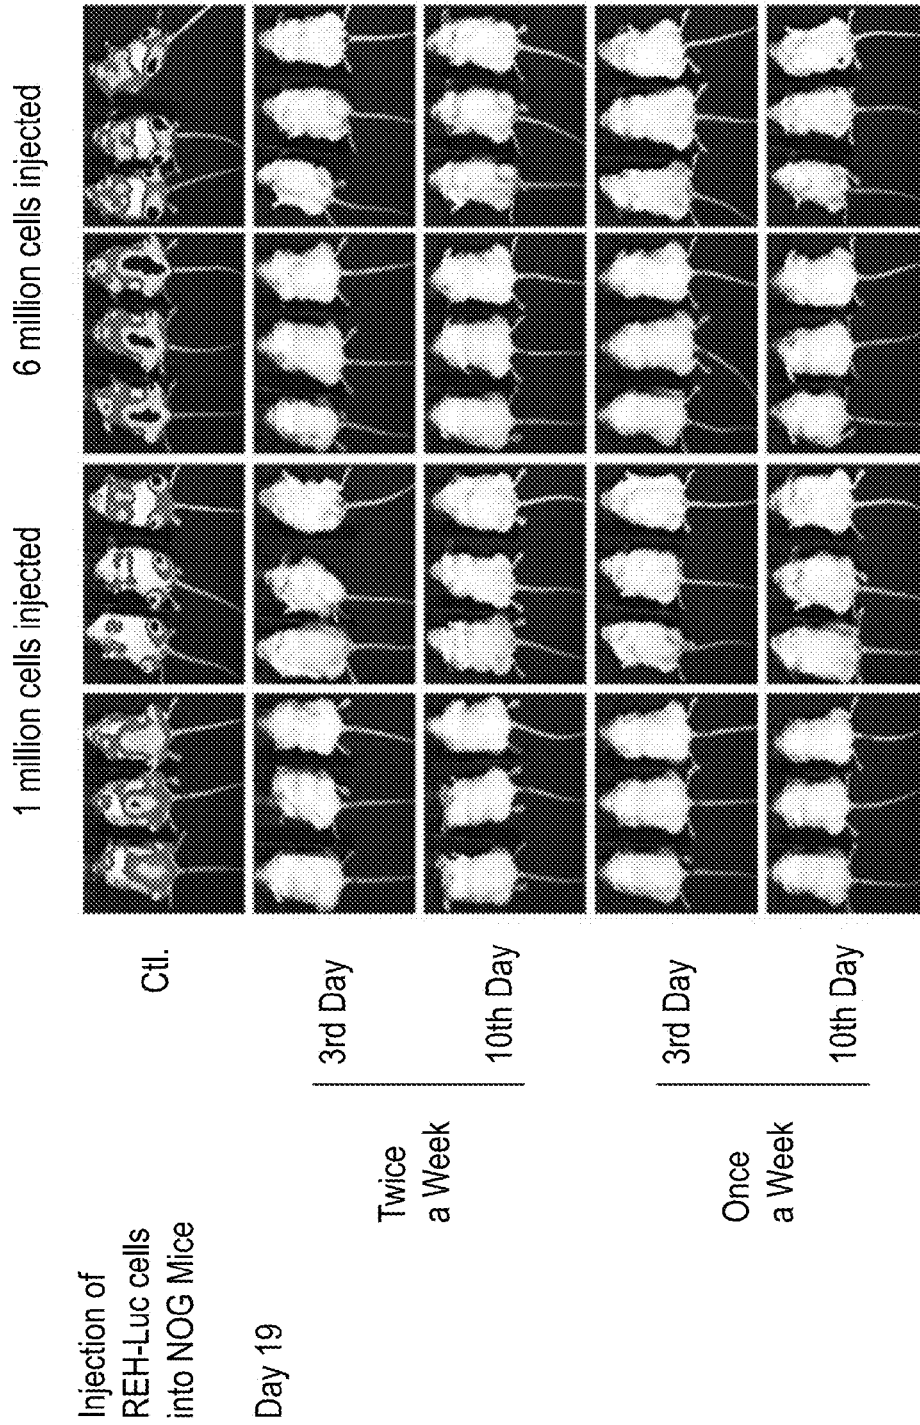 Injection of
REH-Luc cells
into NOG Mice
Day 19
1 million cells injected
6 million cells injected
Ctl.
Twice
a Week
3rd Day
10th Day
Once
a Week
3rd Day
10th Day